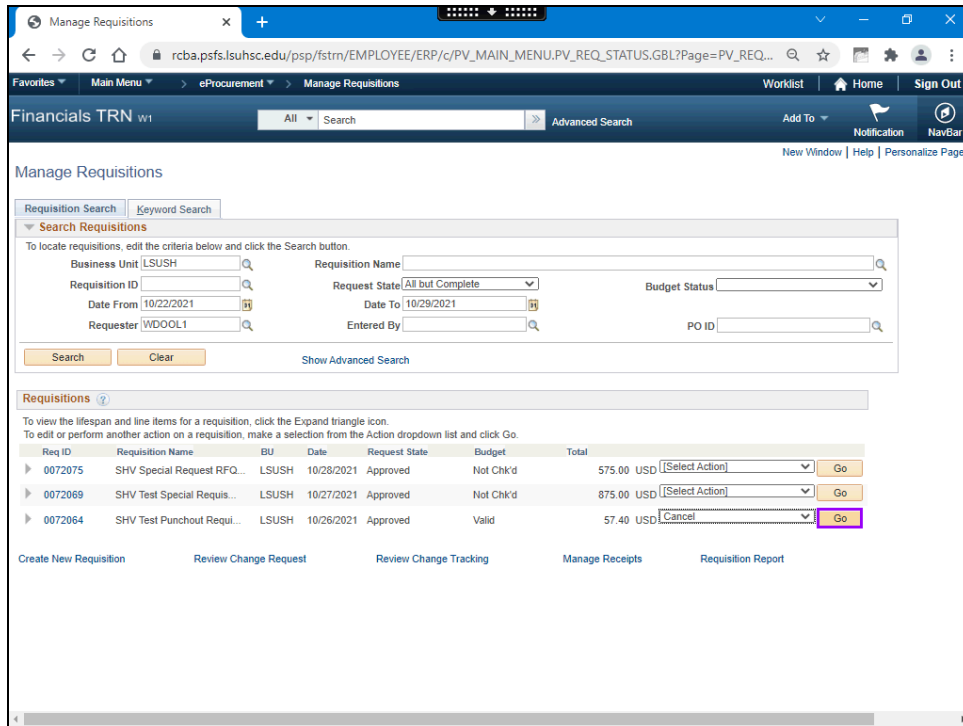 Manage Requisitions
rcba.psfs.lsuhsc.edu/psp/fstrn/EMPLOYEE/ERP/c/PV_MAIN_MENU.PV_REQ_STATUS.GBL?Page=PV_REQ...
Favorites Main Menu > eProcurement > Manage Requisitions Worklist Home Sign Out
Financials TRN W1 All Search » Advanced Search Add To Notification NavBar
New Window | Help | Personalize Page
Manage Requisitions
Requisition Search Keyword Search
Search Requisitions
To locate requisitions, edit the criteria below and click the Search button.
Business Unit LSUSH Requisition Name
Requisition ID Request State All but Complete Budget Status
Date From 10/22/2021 Date To 10/29/2021
Requester WDOOL1 Entered By PO ID
Search Clear Show Advanced Search
Requisitions ?
To view the lifespan and line items for a requisition, click the Expand triangle icon.
To edit or perform another action on a requisition, make a selection from the Action dropdown list and click Go.
Req ID Requisition Name BU Date Request State Budget Total
0072075 SHV Special Request RFQ... LSUSH 10/28/2021 Approved Not Chk'd 575.00 USD [Select Action] Go
0072069 SHV Test Special Requis... LSUSH 10/27/2021 Approved Not Chk'd 875.00 USD [Select Action] Go
0072064 SHV Test Punchout Requi... LSUSH 10/26/2021 Approved Valid 57.40 USD Cancel Go
Create New Requisition Review Change Request Review Change Tracking Manage Receipts Requisition Report